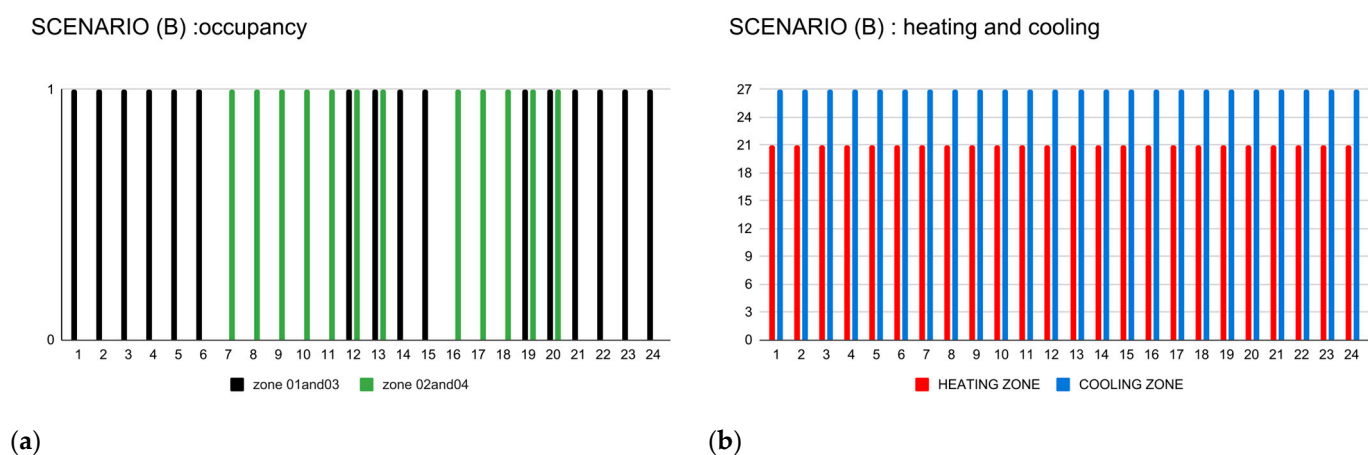 SCENARIO (B) :occupancy
1
0
1 2 3 4 5 6 7 8 9 10 11 12 13 14 15 16 17 18 19 20 21 22 23 24
zone 01and03 zone 02and04
(a)
SCENARIO (B) : heating and cooling
27
24
21
18
15
12
9
6
3
0
1 2 3 4 5 6 7 8 9 10 11 12 13 14 15 16 17 18 19 20 21 22 23 24
HEATING ZONE COOLING ZONE
(b)